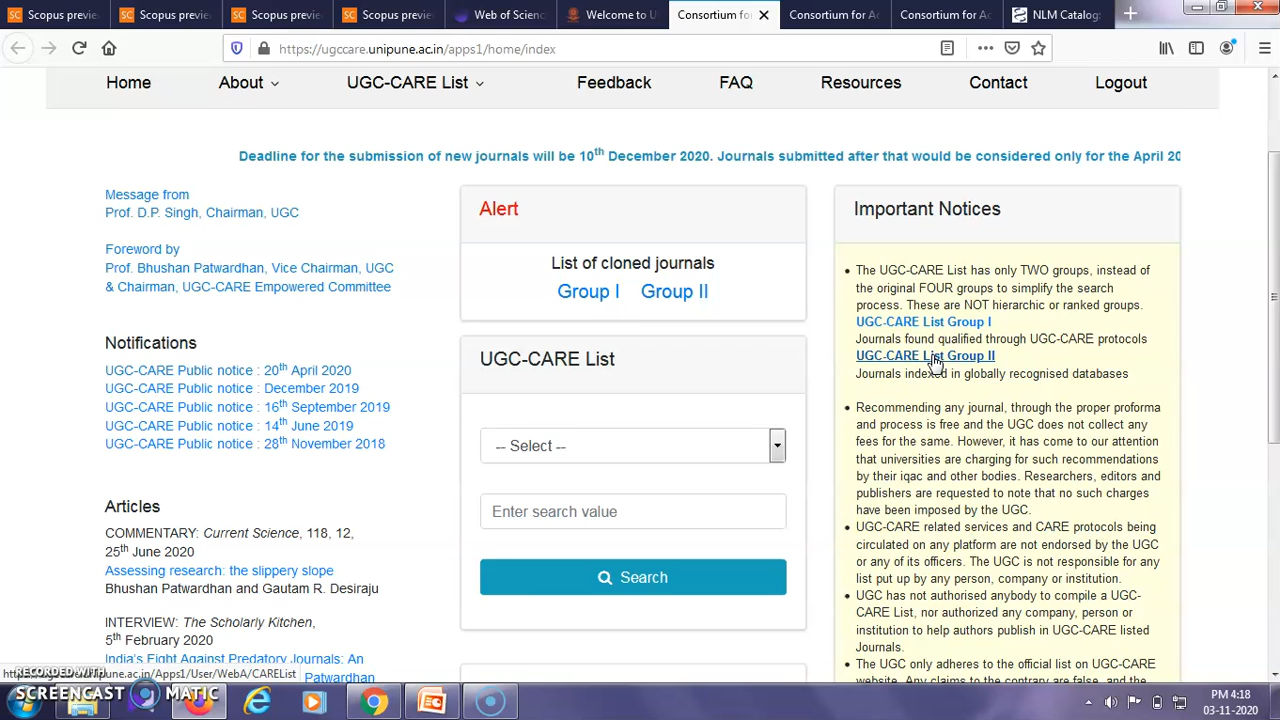 Scopus previe
Scopus previe
Scopus previe
Scopus previe
Web of Scienc
Welcome to U
Consortium fo
Consortium for Ac
Consortium for Ac
NLM Catalog
https://ugccare.unipune.ac.in/apps1/home/index
Home About UGC-CARE List Feedback FAQ Resources Contact Logout
Deadline for the submission of new journals will be 10th December 2020. Journals submitted after that would be considered only for the April 20
Message from
Prof. D.P. Singh, Chairman, UGC
Foreword by
Prof. Bhushan Patwardhan, Vice Chairman, UGC
& Chairman, UGC-CARE Empowered Committee
Notifications
UGC-CARE Public notice : 20th April 2020
UGC-CARE Public notice : December 2019
UGC-CARE Public notice : 16th September 2019
UGC-CARE Public notice : 14th June 2019
UGC-CARE Public notice : 28th November 2018
Articles
COMMENTARY: Current Science, 118, 12,
25th June 2020
Assessing research: the slippery slope
Bhushan Patwardhan and Gautam R. Desiraju
INTERVIEW: The Scholarly Kitchen,
5th February 2020
India's Fight Against Predatory Journals: An
Patwardhan
Alert
List of cloned journals
Group I Group II
UGC-CARE List
-- Select --
Enter search value
Search
Important Notices
The UGC-CARE List has only TWO groups, instead of
the original FOUR groups to simplify the search
process. These are NOT hierarchic or ranked groups.
UGC-CARE List Group I
Journals found qualified through UGC-CARE protocols
UGC-CARE List Group II
Journals indexed in globally recognised databases
Recommending any journal, through the proper proforma
and process is free and the UGC does not collect any
fees for the same. However, it has come to our attention
that universities are charging for such recommendations
by their iqac and other bodies. Researchers, editors and
publishers are requested to note that no such charges
have been imposed by the UGC.
UGC-CARE related services and CARE protocols being
circulated on any platform are not endorsed by the UGC
or any of its officers. The UGC is not responsible for any
list put up by any person, company or institution.
UGC has not authorised anybody to compile a UGC-
CARE List, nor authorized any company, person or
institution to help authors publish in UGC-CARE listed
Journals.
The UGC only adheres to the official list on UGC-CARE
website. Any claims to the contrary are false, and the
unipune.ac.in/Apps1/User/WebA/CAREList
RECORDED WITH
SCREENCAST MATIC
PM 4:18
03-11-2020